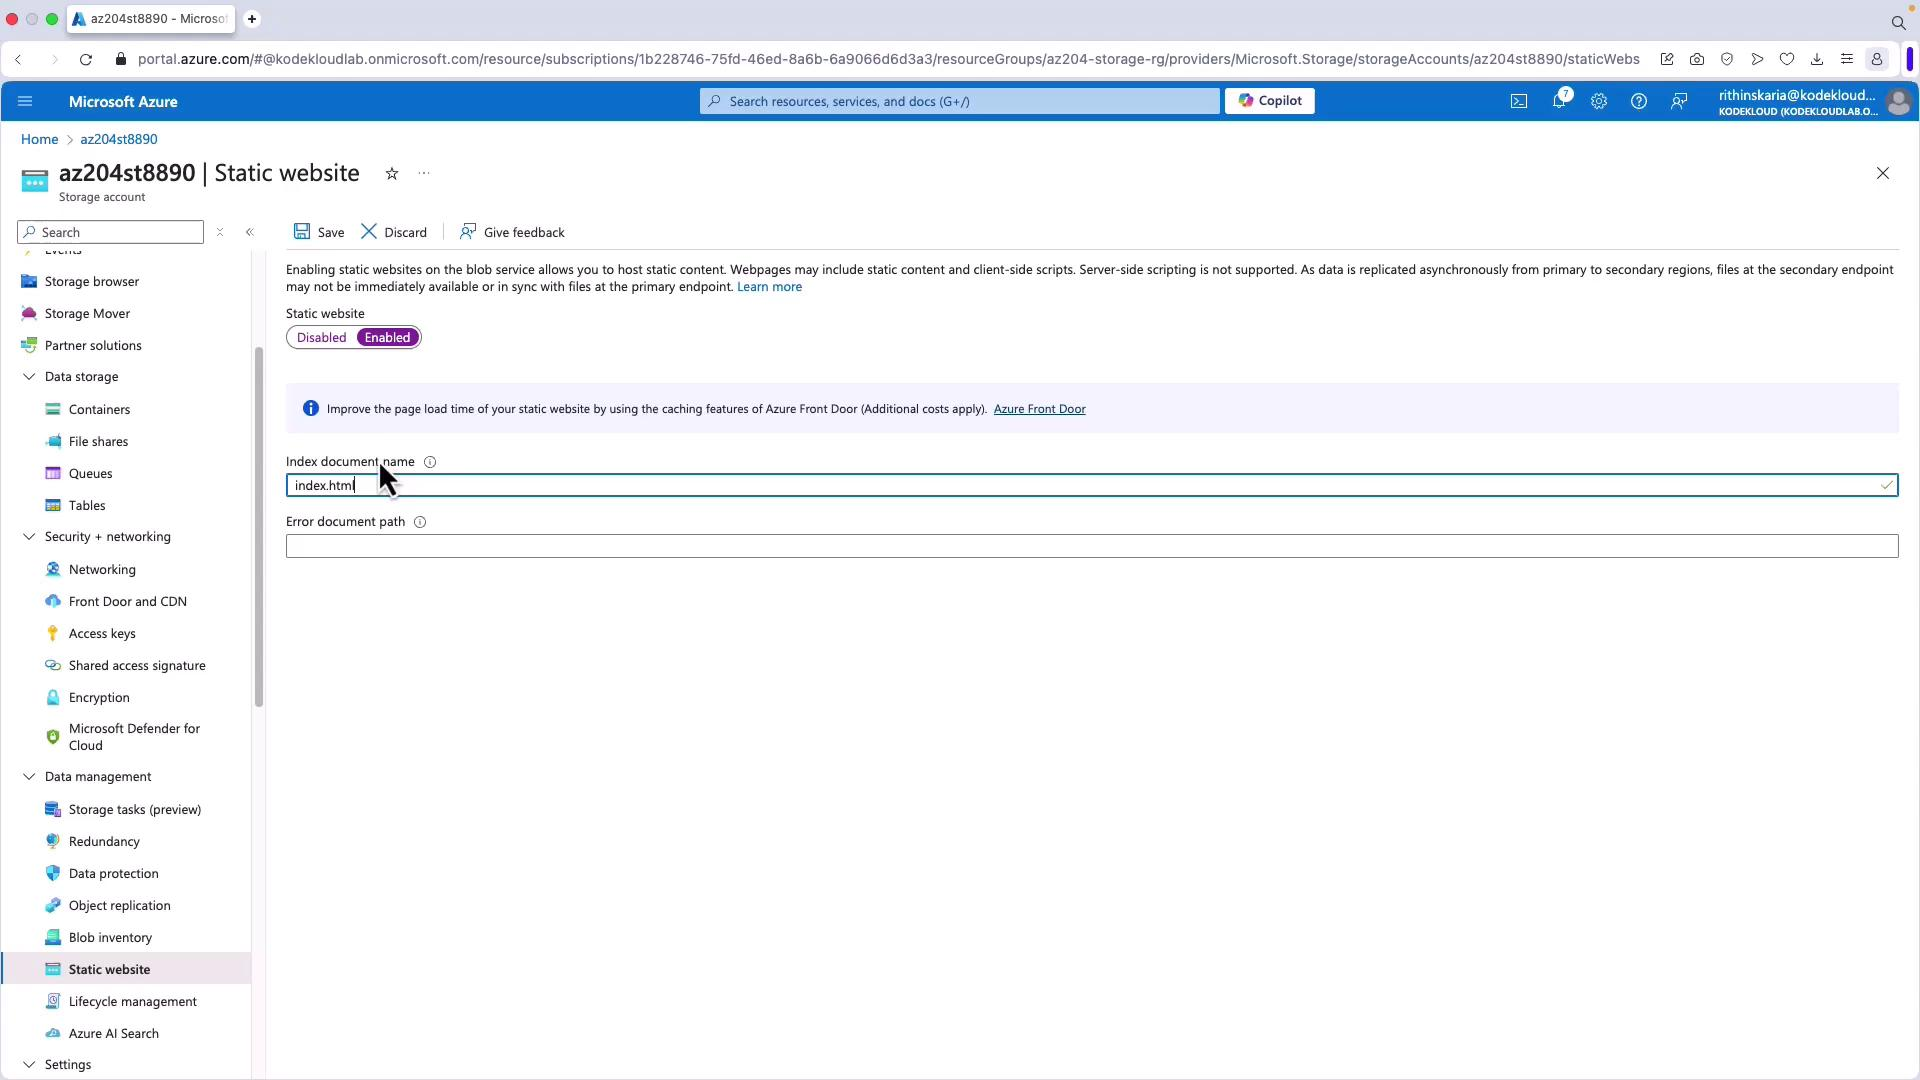 az204st8890 - Microsof
portal.azure.com/#@kodekloudlab.onmicrosoft.com/resource/subscriptions/1b228746-75fd-46ed-8a6b-6a9066d6d3a3/resourceGroups/az204-storage-rg/providers/Microsoft.Storage/storageAccounts/az204st8890/staticWebs
Microsoft Azure
Search resources, services, and docs (G+/)
Copilot
7
rithinskaria@kodekloud...
KODEKLOUD (KODEKLOUDLAB.O...
Home > az204st8890
az204st8890 | Static website
Storage account
Search
Save
Discard
Give feedback
Events
Storage browser
Storage Mover
Partner solutions
Data storage
Containers
File shares
Queues
Tables
Security + networking
Networking
Front Door and CDN
Access keys
Shared access signature
Encryption
Microsoft Defender for
Cloud
Data management
Storage tasks (preview)
Redundancy
Data protection
Object replication
Blob inventory
Static website
Lifecycle management
Azure AI Search
Settings
Enabling static websites on the blob service allows you to host static content. Webpages may include static content and client-side scripts. Server-side scripting is not supported. As data is replicated asynchronously from primary to secondary regions, files at the secondary endpoint
may not be immediately available or in sync with files at the primary endpoint. Learn more
Static website
Disabled Enabled
Improve the page load time of your static website by using the caching features of Azure Front Door (Additional costs apply). Azure Front Door
Index document name
index.html
Error document path